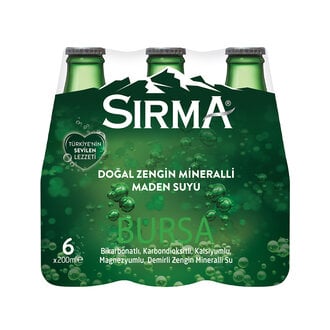 SIRMA®
TÜRKİYE'NİN
SEVİLEN
LEZZETİ
DOĞAL ZENGİN MİNERALLİ
MADEN SUYU
BURSA
6
x200ml
Bikarbonatlı, Karbondioksitli, Kalsiyumlu,
Magnezyumlu, Demirli Zengin Mineralli Su